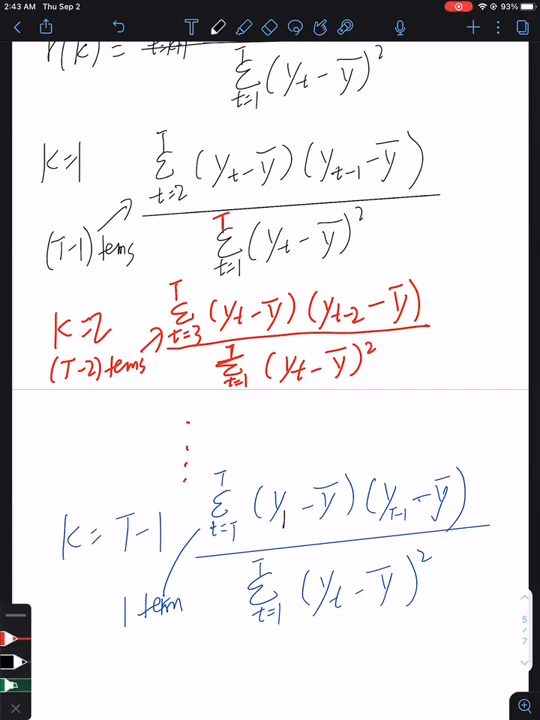 2:43 AM Thu Sep 2
93%
r(k) =
Σ_{t=1}^{T} (y_t - ȳ)²
k=1
Σ_{t=2}^{T} (y_t - ȳ)(y_{t-1} - ȳ)
(T-1) tems
Σ_{t=1}^{T} (y_t - ȳ)²
k=2
Σ_{t=3}^{T} (y_t - ȳ)(y_{t-2} - ȳ)
(T-2) tems
Σ_{t=1}^{T} (y_t - ȳ)²
k = T-1
Σ_{t=T}^{T} (y_1 - ȳ)(y_{T-1} - ȳ)
1 term
Σ_{t=1}^{T} (y_t - ȳ)²
5 / 7